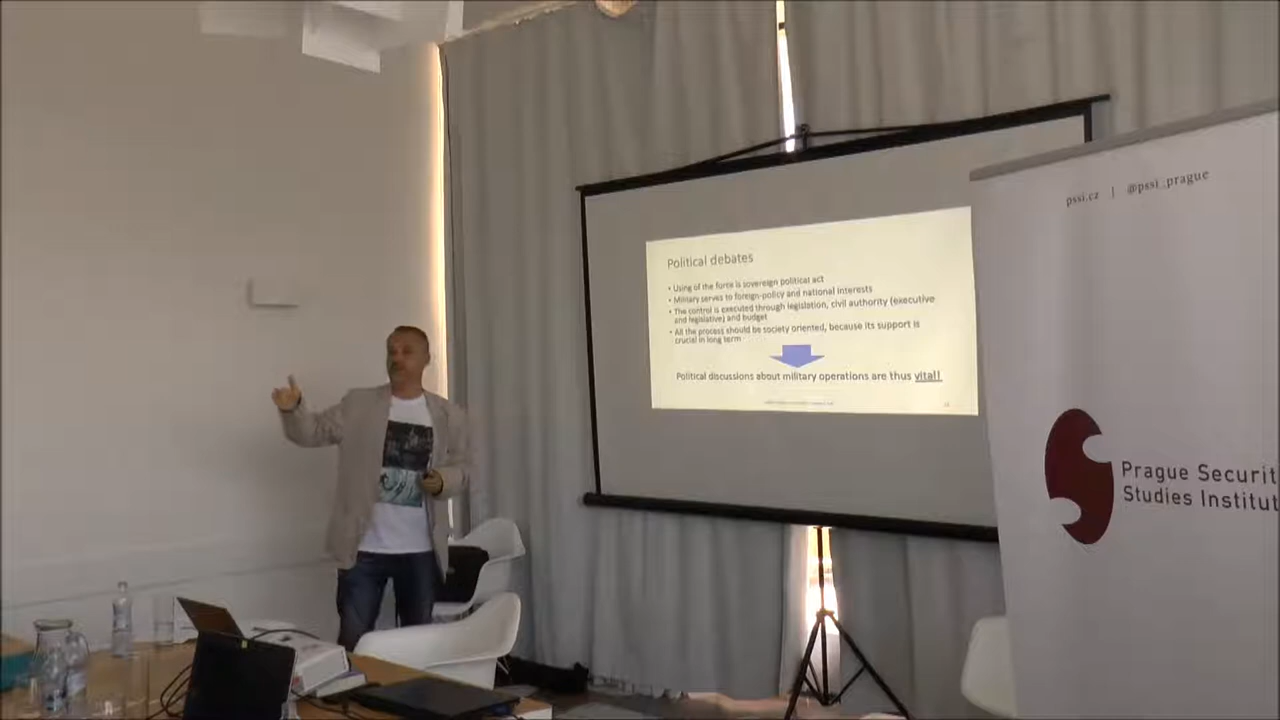 Political debates
• Using of the force is sovereign political act
• Military serves to foreign-policy and national interests
• The control is executed through legislation, civil authority (executive
and legislative) and budget
• All the process should be society oriented, because its support is
crucial in long term
Political discussions about military operations are thus vital!
pssi.cz | @pssi_prague
Prague Securit
Studies Institut